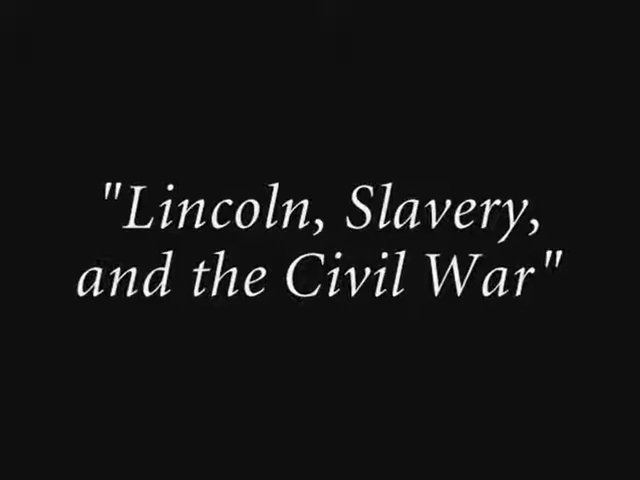 "Lincoln, Slavery,
and the Civil War"